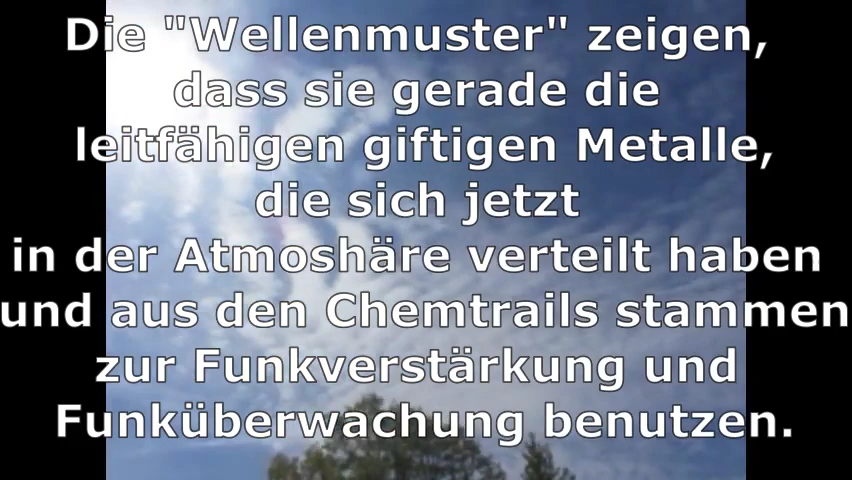 Die "Wellenmuster" zeigen,
dass sie gerade die
leitfähigen giftigen Metalle,
die sich jetzt
in der Atmoshäre verteilt haben
und aus den Chemtrails stammen
zur Funkverstärkung und
Funküberwachung benutzen.